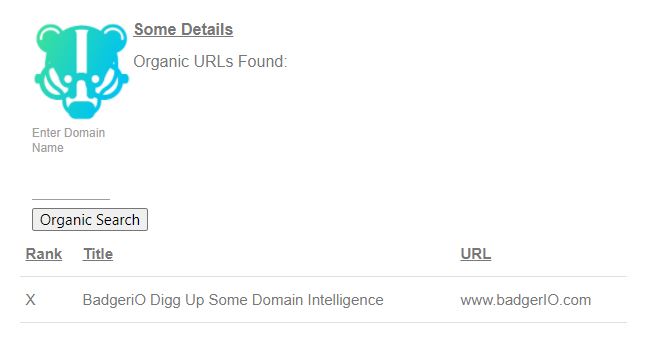 Some Details
Organic URLs Found:
Enter Domain
Name
Organic Search
Rank Title URL
X BadgeriO Digg Up Some Domain Intelligence www.badgerIO.com